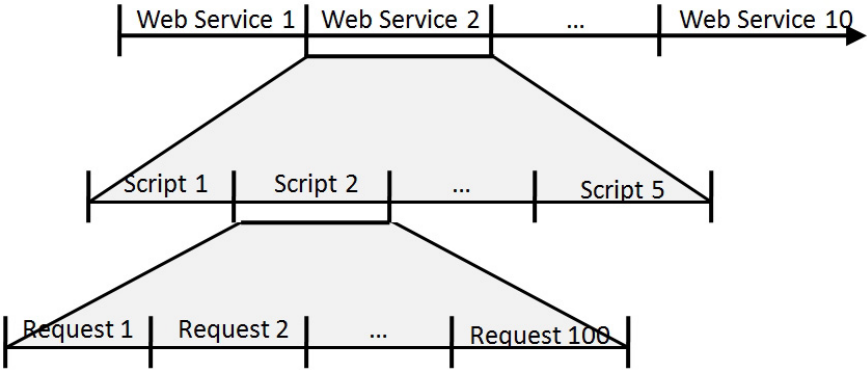 Web Service 1 Web Service 2 ... Web Service 10
Script 1 Script 2 ... Script 5
Request 1 Request 2 ... Request 100